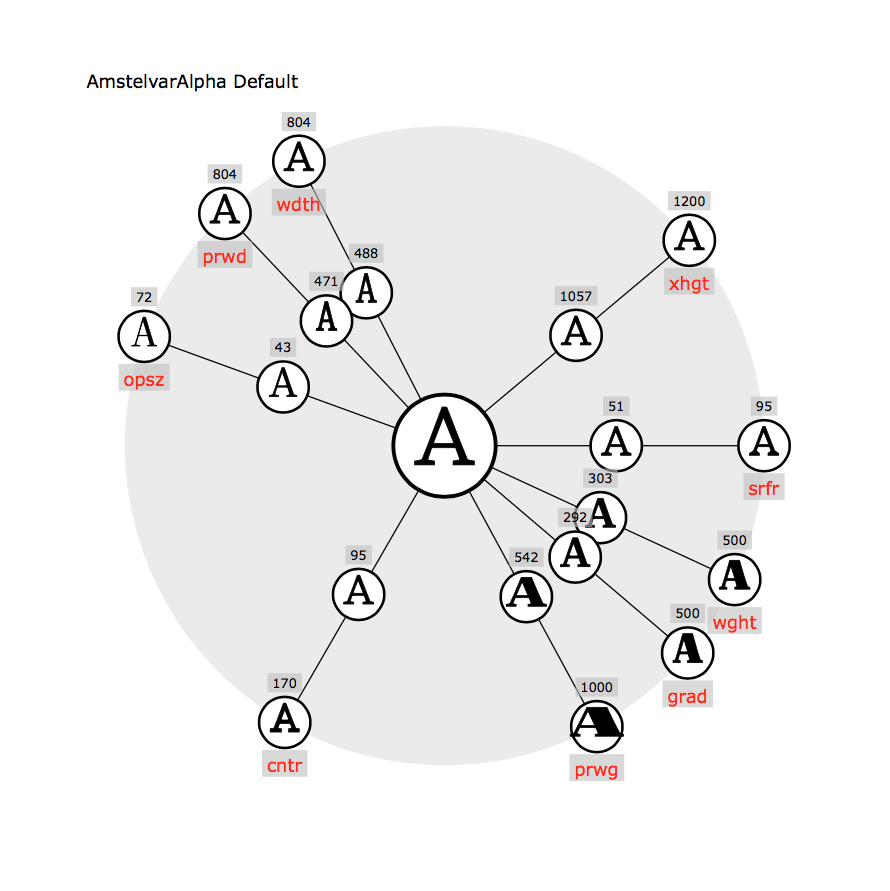 AmstelvarAlpha Default
804
A
wdth
804
A
prwd
1200
A
xhgt
488
A
471
A
72
A
opsz
1057
A
43
A
A
51
A
95
A
srfr
303
A
292
A
500
A
wght
95
A
542
A
500
A
grad
170
A
cntr
1000
A
prwg